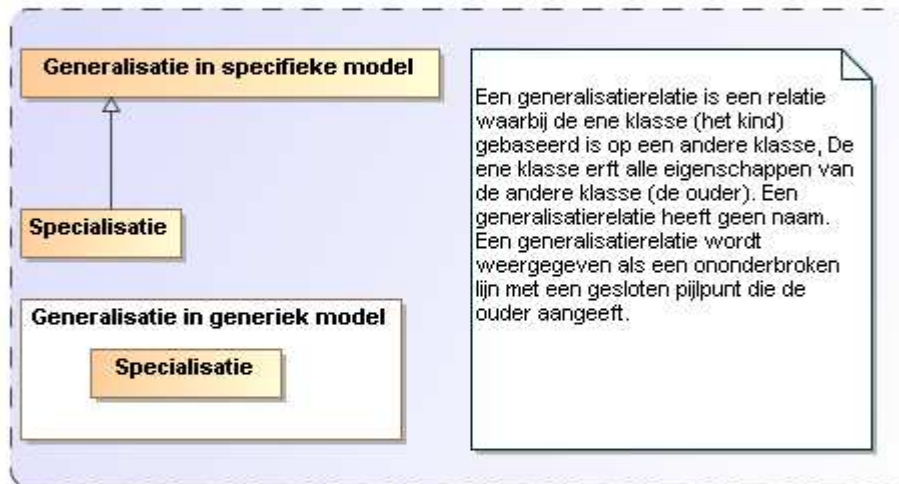 Generalisatie in specifieke model
Specialisatie
Generalisatie in generiek model
Specialisatie
Een generalisatierelatie is een relatie
waarbij de ene klasse (het kind)
gebaseerd is op een andere klasse, De
ene klasse erft alle eigenschappen van
de andere klasse (de ouder). Een
generalisatierelatie heeft geen naam.
Een generalisatierelatie wordt
weergegeven als een ononderbroken
lijn met een gesloten pijlpunt die de
ouder aangeeft.